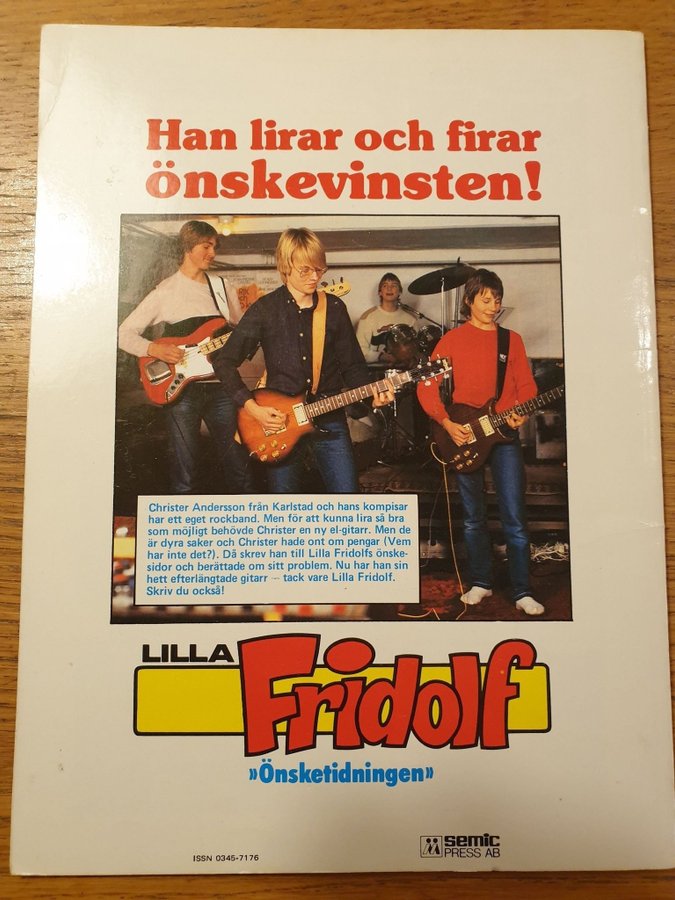 Han lirar och firar
önskevinsten!
Christer Andersson från Karlstad och hans kompisar
har ett eget rockband. Men för att kunna lira så bra
som möjligt behövde Christer en ny el-gitarr. Men de
är dyra saker och Christer hade ont om pengar (Vem
har inte det?). Då skrev han till Lilla Fridolfs önske-
sidor och berättade om sitt problem. Nu har han sin
hett efterlängtade gitarr — tack vare Lilla Fridolf.
Skriv du också!
LILLA
Fridolf
»Önsketidningen»
ISSN 0345-7176
semic
PRESS AB